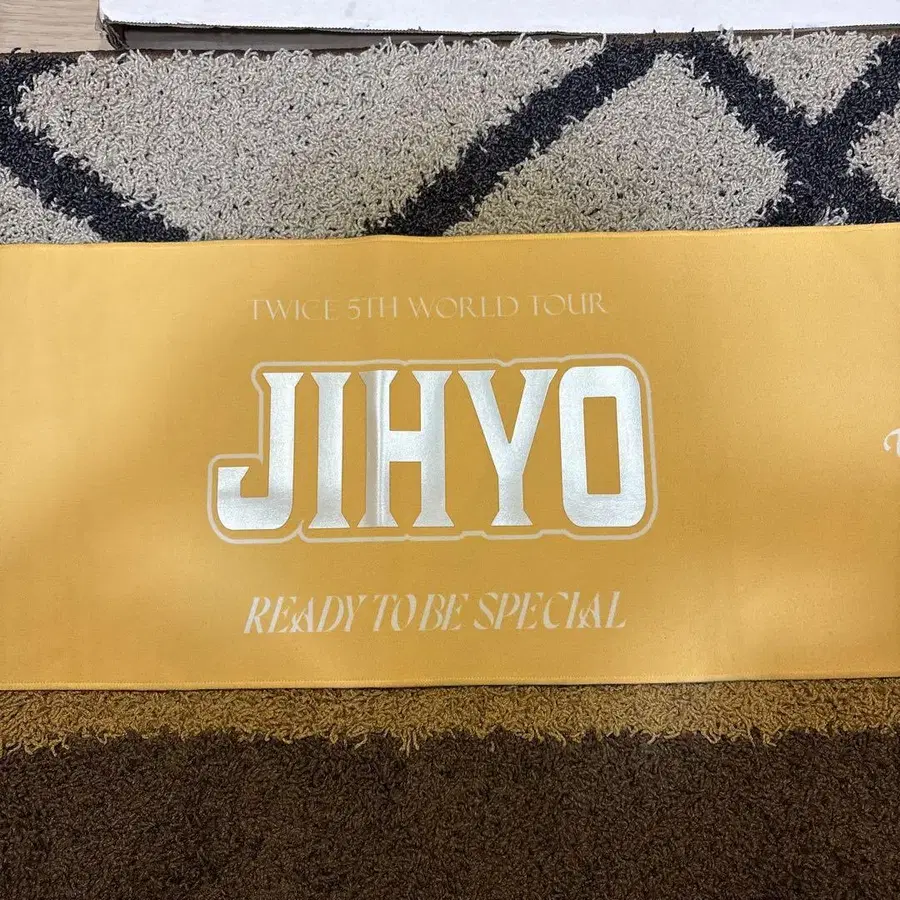 TWICE 5TH WORLD TOUR
JIHYO
READY TO BE SPECIAL